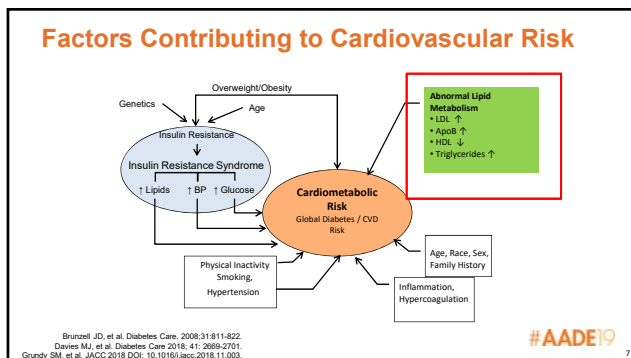 Factors Contributing to Cardiovascular Risk
Overweight/Obesity
Genetics
Age
Insulin Resistance
Insulin Resistance Syndrome
↑ Lipids ↑ BP ↑ Glucose
Abnormal Lipid
Metabolism
• LDL ↑
• ApoB ↑
• HDL ↓
• Triglycerides ↑
Cardiometabolic
Risk
Global Diabetes / CVD
Risk
Age, Race, Sex,
Family History
Physical Inactivity
Smoking,
Hypertension
Inflammation,
Hypercoagulation
Brunzell JD, et al. Diabetes Care. 2008;31:811-822.
Davies MJ, et al. Diabetes Care 2018; 41: 2669-2701.
Grundy SM, et al. JACC 2018 DOI: 10.1016/j.jacc.2018.11.003.
#AADE19
7